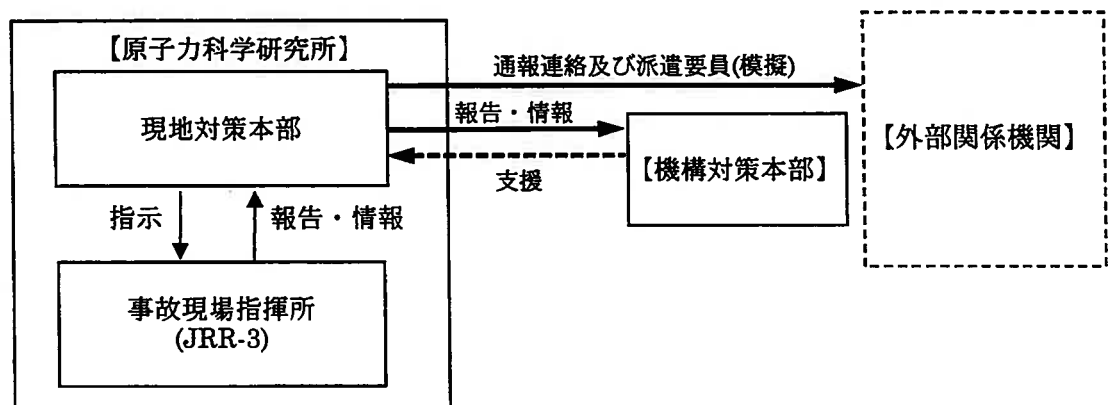 【原子力科学研究所】
現地対策本部
通報連絡及び派遣要員(模擬)
報告・情報
支援
【機構対策本部】
【外部関係機関】
指示
報告・情報
事故現場指揮所
(JRR-3)